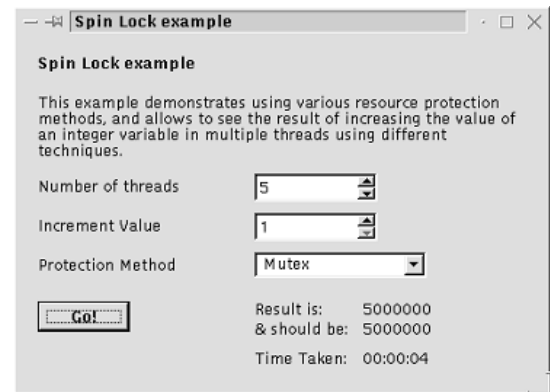 Spin Lock example
Spin Lock example
This example demonstrates using various resource protection
methods, and allows to see the result of increasing the value of
an integer variable in multiple threads using different
techniques.
Number of threads 5
Increment Value 1
Protection Method Mutex
Go! Result is: 5000000
& should be: 5000000
Time Taken: 00:00:04